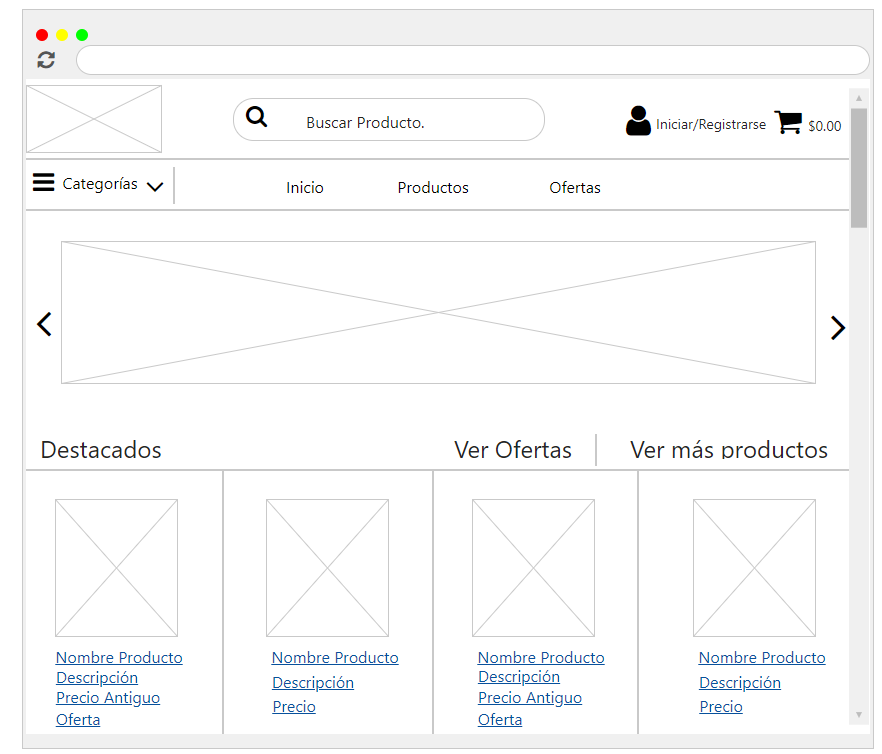 Buscar Producto.
Iniciar/Registrarse
$0.00
Categorías
Inicio
Productos
Ofertas
Destacados
Ver Ofertas
Ver más productos
Nombre Producto
Descripción
Precio Antiguo
Oferta
Nombre Producto
Descripción
Precio
Nombre Producto
Descripción
Precio Antiguo
Oferta
Nombre Producto
Descripción
Precio